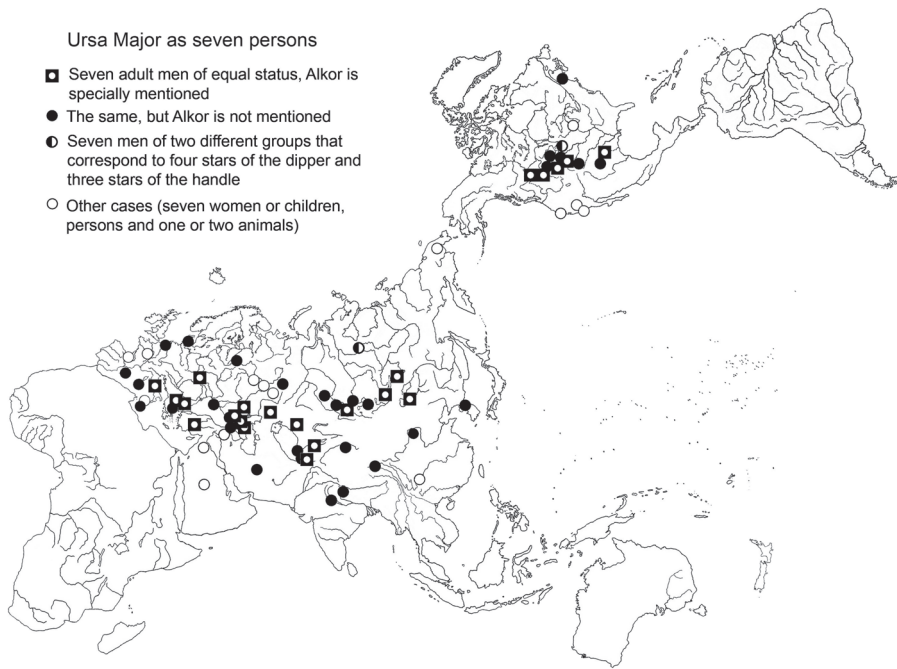 Ursa Major as seven persons
Seven adult men of equal status, Alkor is
specially mentioned
The same, but Alkor is not mentioned
Seven men of two different groups that
correspond to four stars of the dipper and
three stars of the handle
Other cases (seven women or children,
persons and one or two animals)